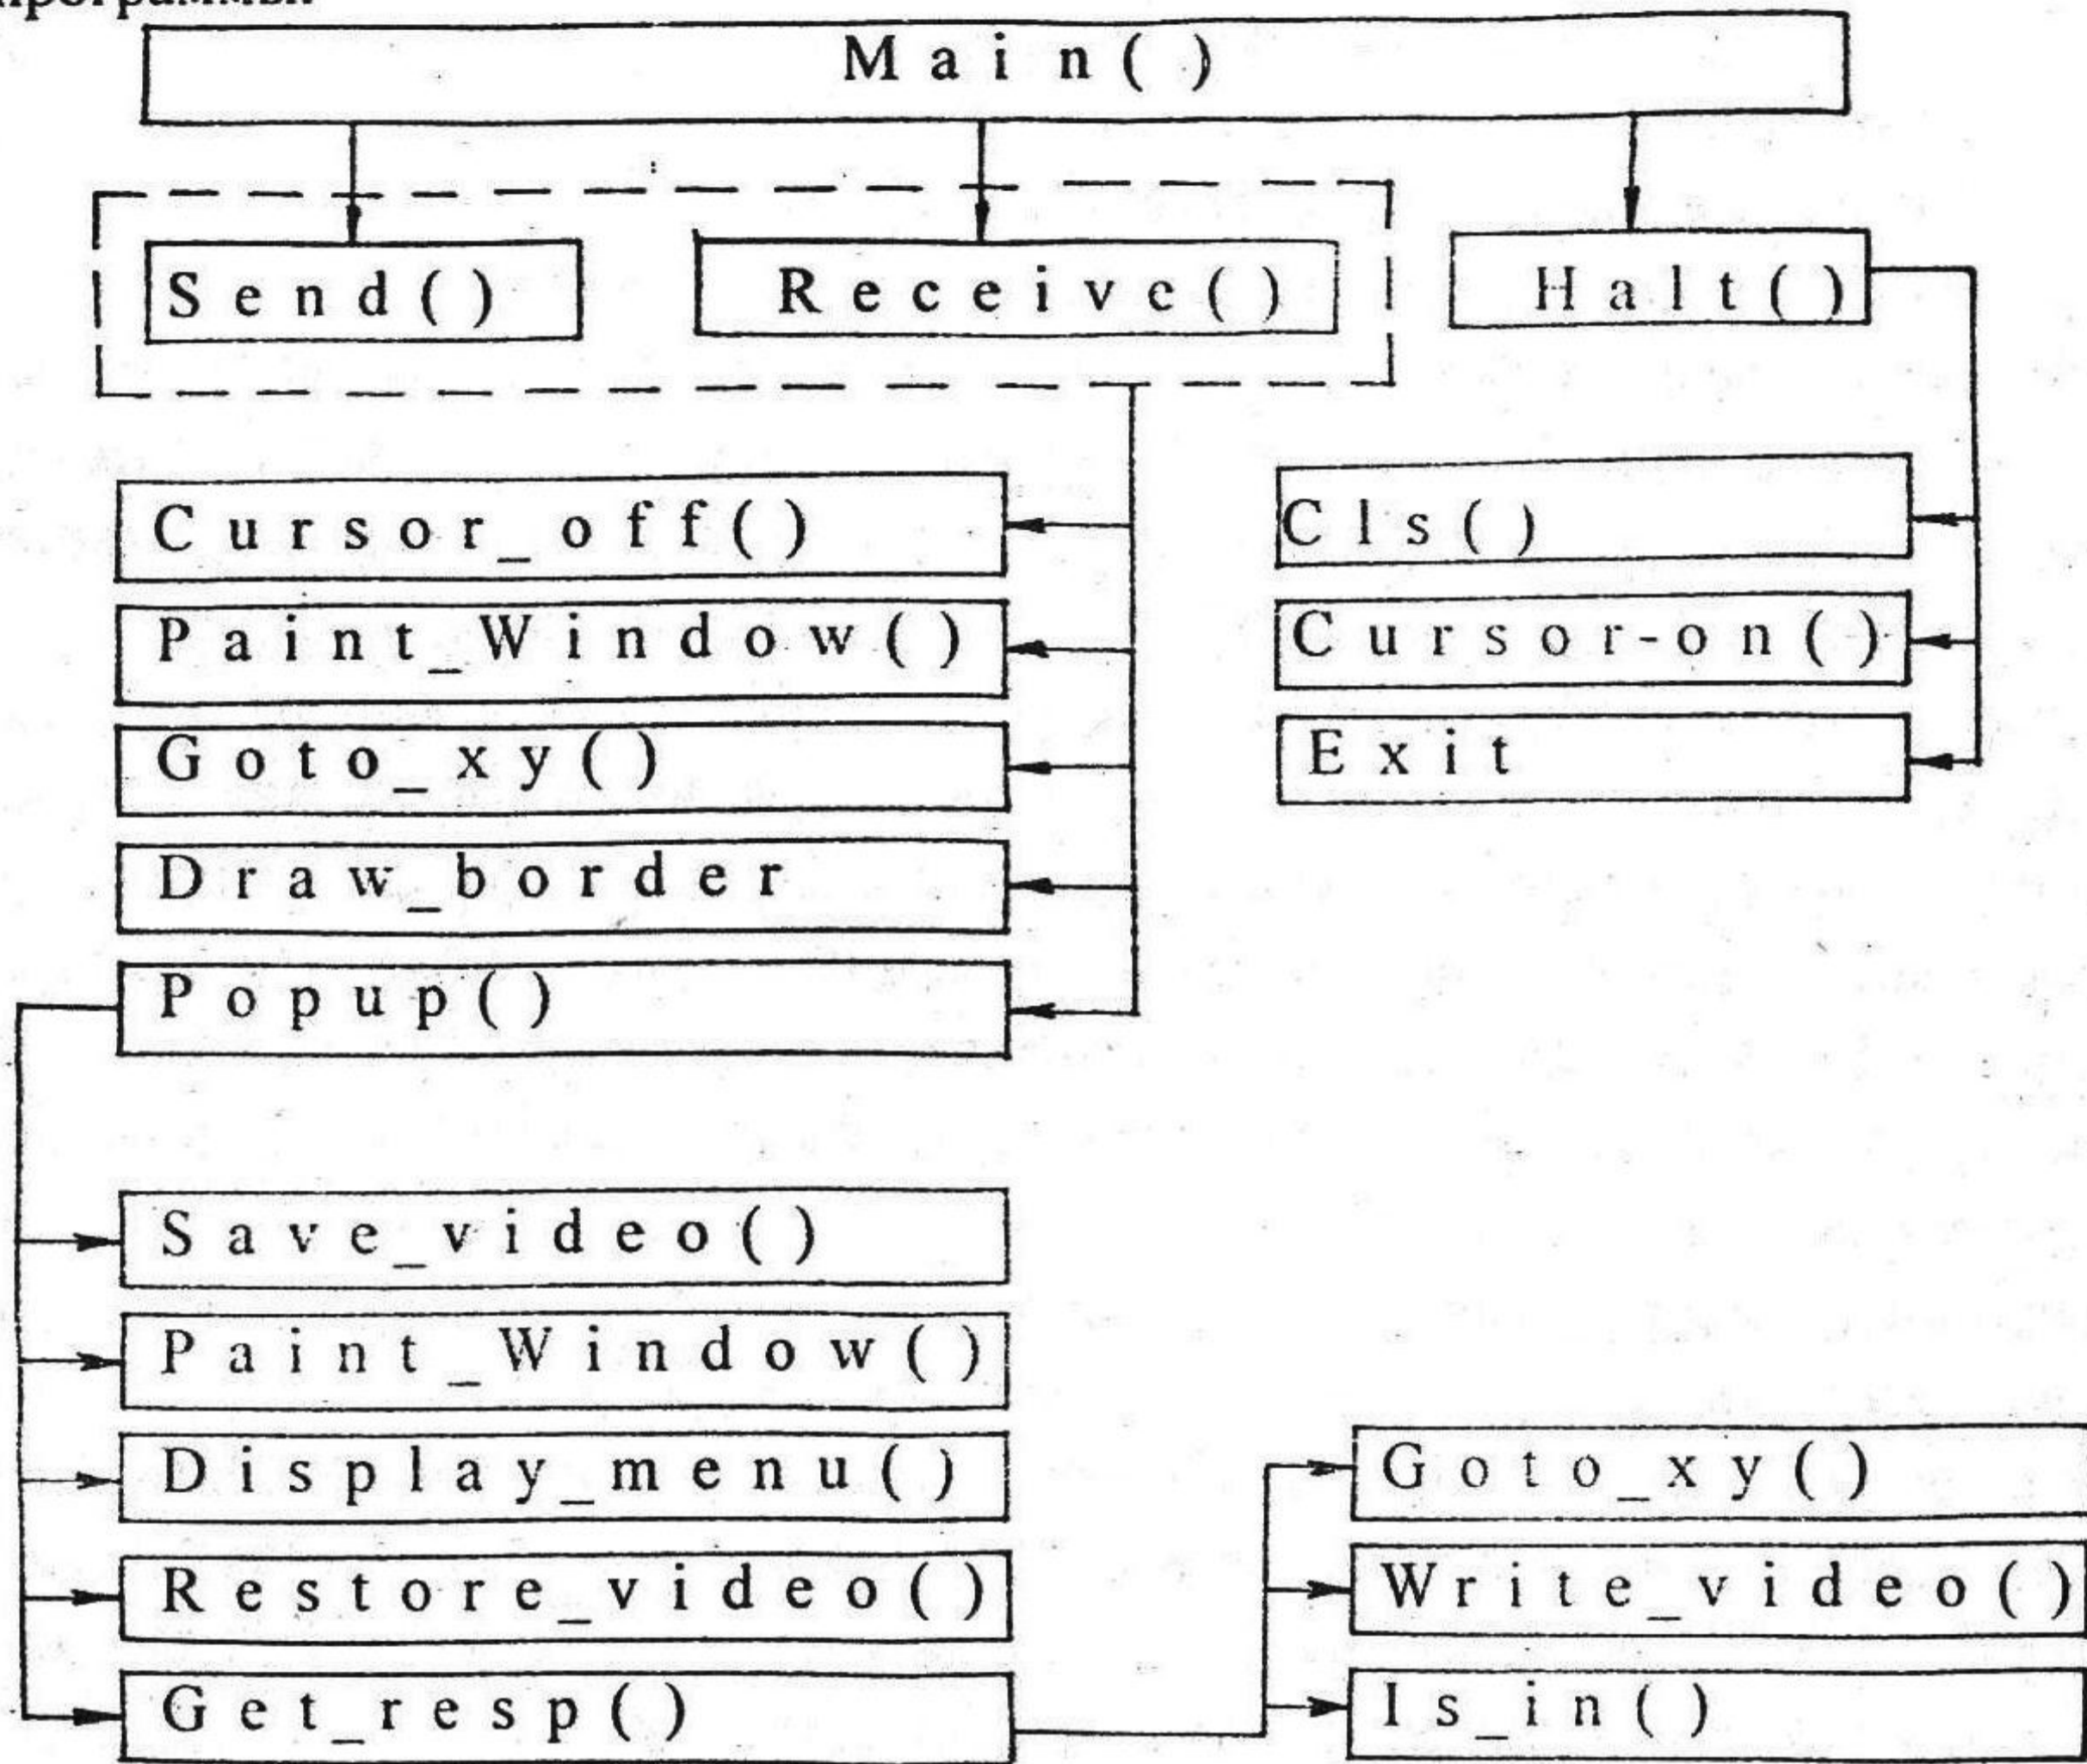 программы
Main()
Send()
Receive()
Halt()
Cursor_off()
Cls()
Paint_Window()
Cursor-on()
Goto_xy()
Exit
Draw_border
Popup()
Save_video()
Paint_Window()
Display_menu()
Goto_xy()
Restore_video()
Write_video()
Get_resp()
Is_in()